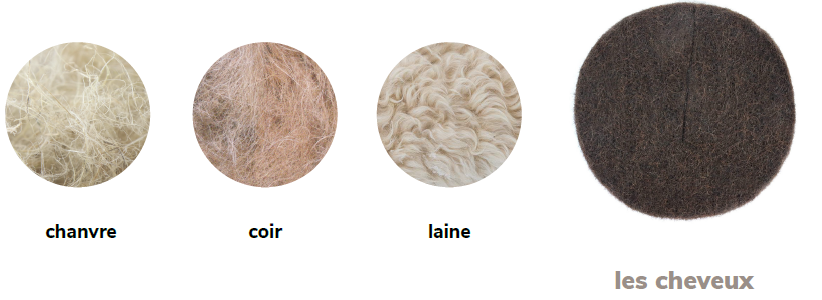 chanvre
coir
laine
les cheveux